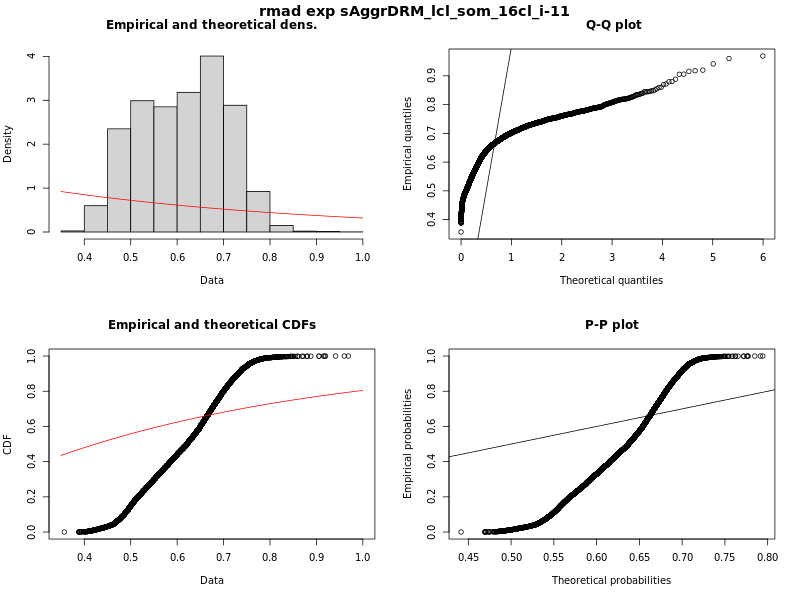 rmad exp sAggrDRM_lcl_som_16cl_i-11
Empirical and theoretical dens.
Density
0 1 2 3 4
0.4 0.5 0.6 0.7 0.8 0.9 1.0
Data
Q-Q plot
Empirical quantiles
0.4 0.5 0.6 0.7 0.8 0.9
0 1 2 3 4 5 6
Theoretical quantiles
Empirical and theoretical CDFs
CDF
0.0 0.2 0.4 0.6 0.8 1.0
0.4 0.5 0.6 0.7 0.8 0.9 1.0
Data
P-P plot
Empirical probabilities
0.0 0.2 0.4 0.6 0.8 1.0
0.45 0.50 0.55 0.60 0.65 0.70 0.75 0.80
Theoretical probabilities